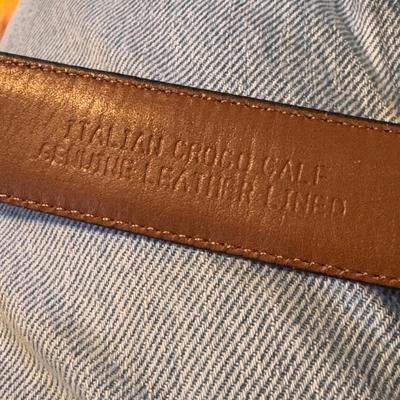 ITALIAN CROCO CALF
GENUINE LEATHER LINED